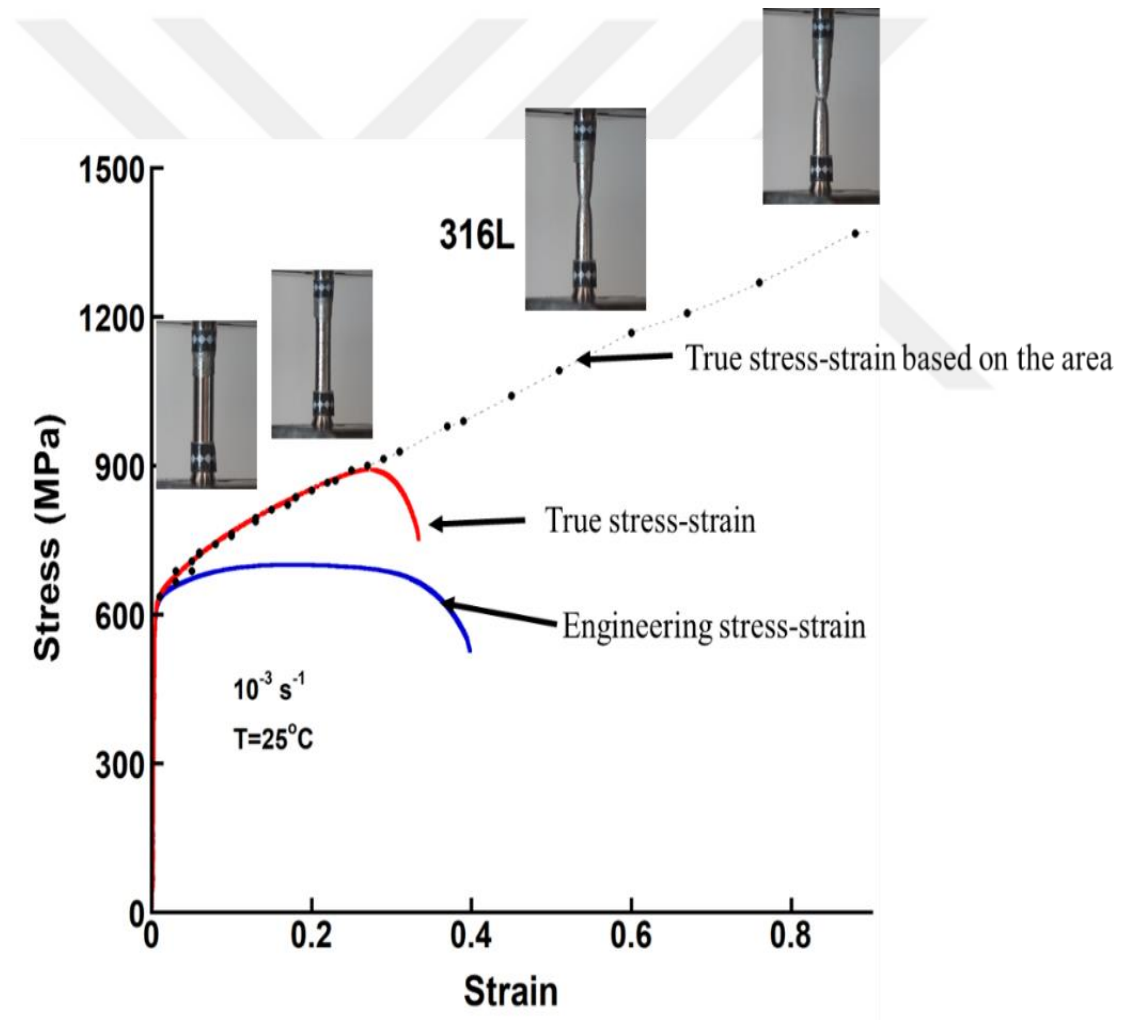 1500
316L
1200
True stress-strain based on the area
900
True stress-strain
Stress (MPa)
600
Engineering stress-strain
10⁻³ s⁻¹
T=25°C
300
0
0 0.2 0.4 0.6 0.8
Strain